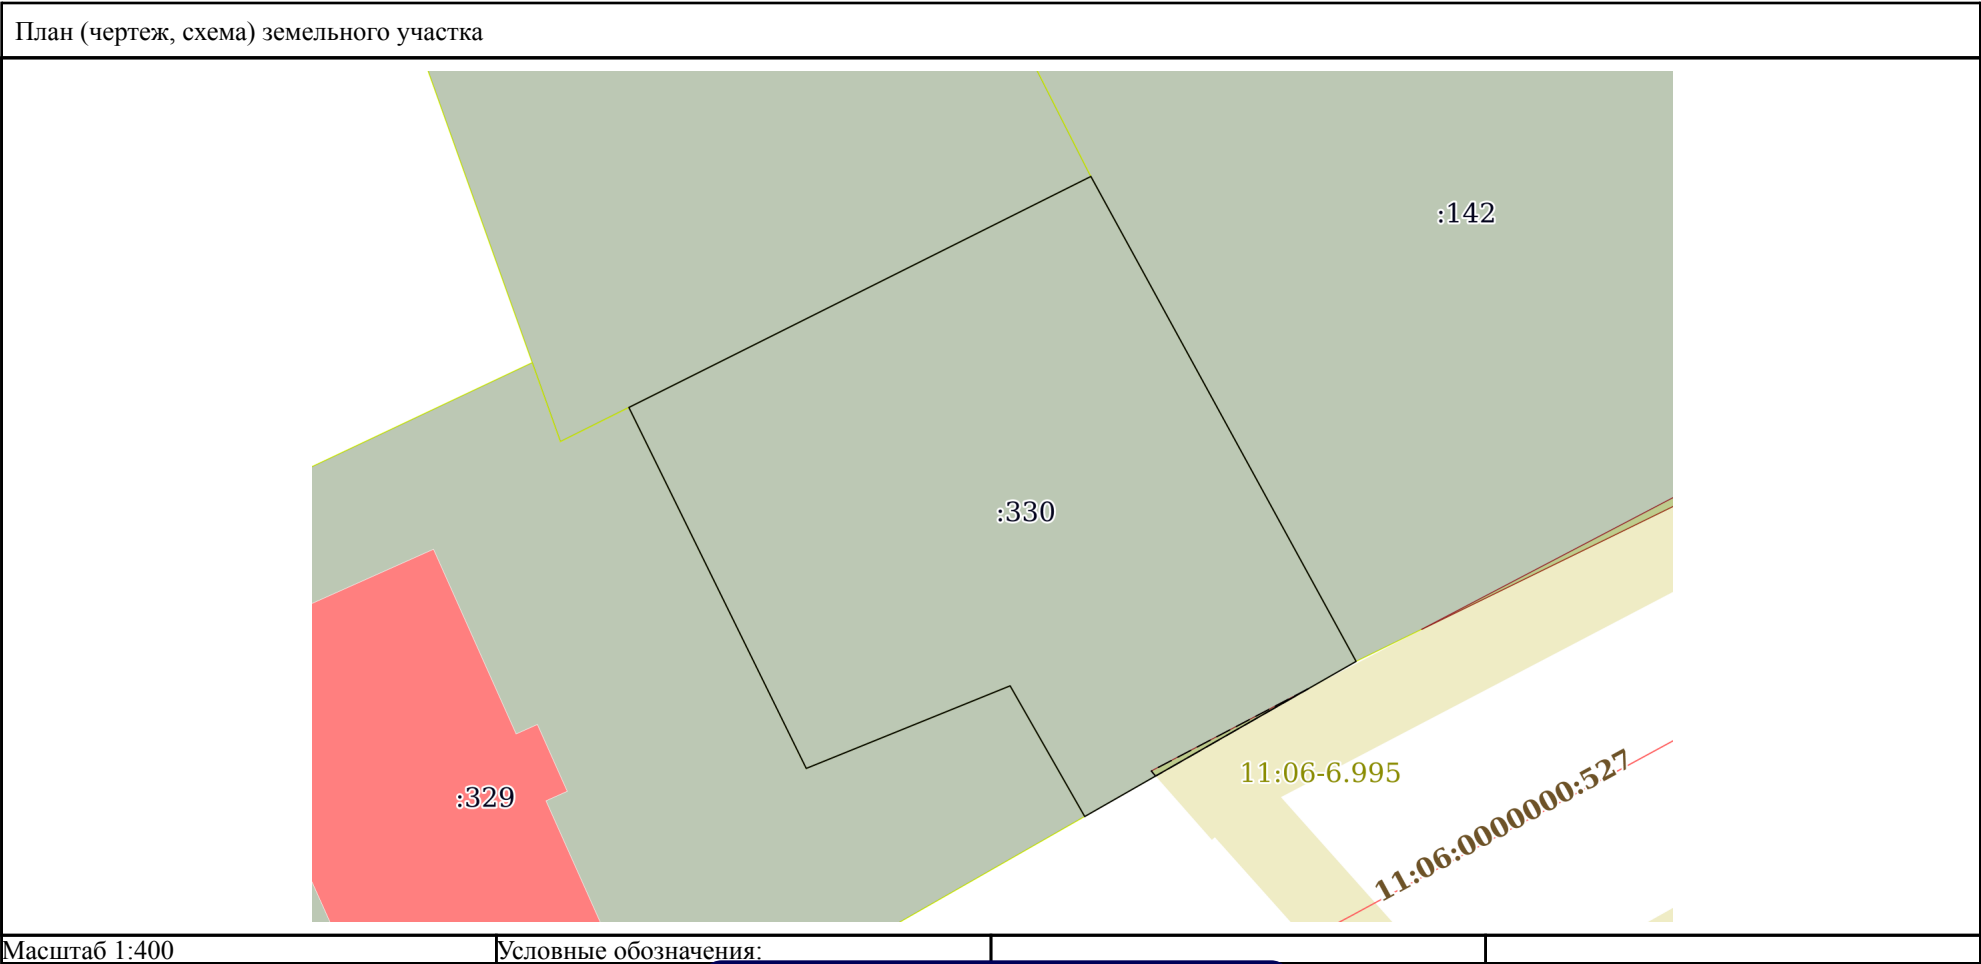 План (чертеж, схема) земельного участка
:142
:330
11:06-6.995
:329
11:06:0000000:527
Масштаб 1:400
Условные обозначения: